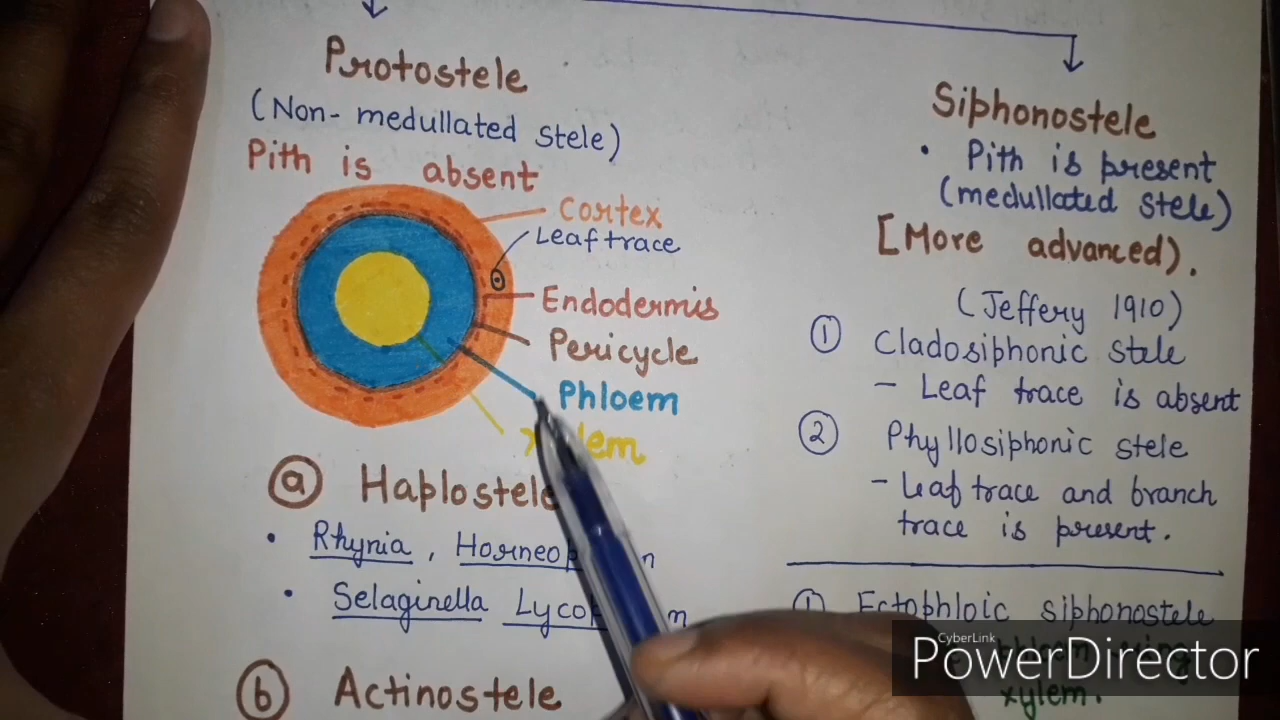 Protostele
(Non- medullated stele)
Pith is absent
Cortex
Leaf trace
Endodermis
Pericycle
Phloem
(a) Haplostele
• Rhynia,
• Selaginella
(b) Actinostele
Siphonostele
• Pith is present
(medullated stele)
[More advanced).
(Jeffery 1910)
① Cladosiphonic stele
- Leaf trace is absent
② Phyllosiphonic stele
- Leaf trace and branch
trace is present.
① Ectophloic siphonostele
xylem.
CyberLink
PowerDirector